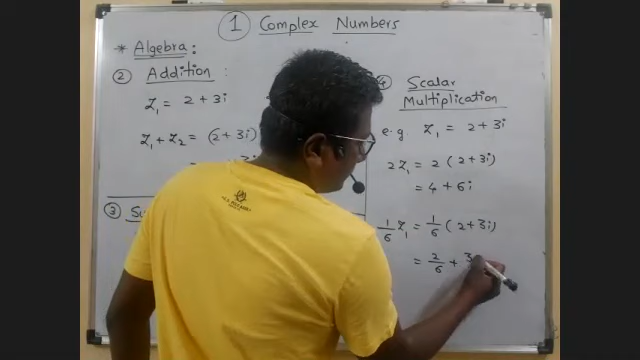 ① Complex Numbers
* Algebra :
② Addition :
Z₁ = 2 + 3i
Z₁ + Z₂ = (2 + 3i)
③
Scalar
Multiplication
e.g Z₁ = 2 + 3i
2Z₁ = 2 (2 + 3i)
= 4 + 6i
1/6 Z₁ = 1/6 (2 + 3i)
= 2/6 + 3